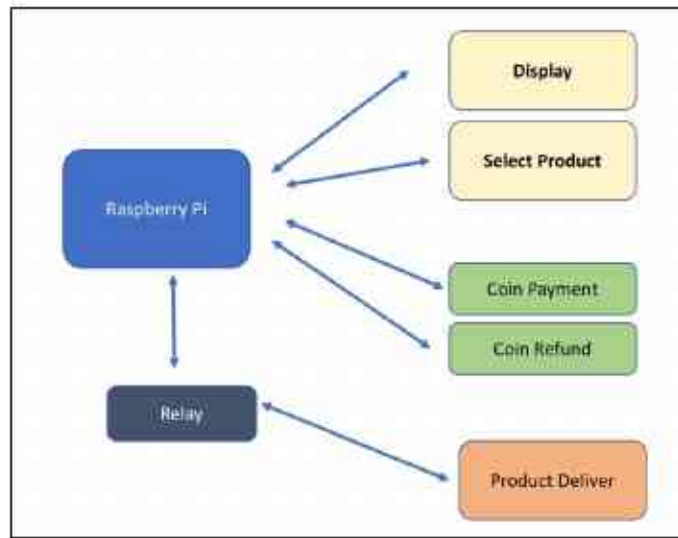 Display
Select Product
Raspberry Pi
Coin Payment
Coin Refund
Relay
Product Deliver